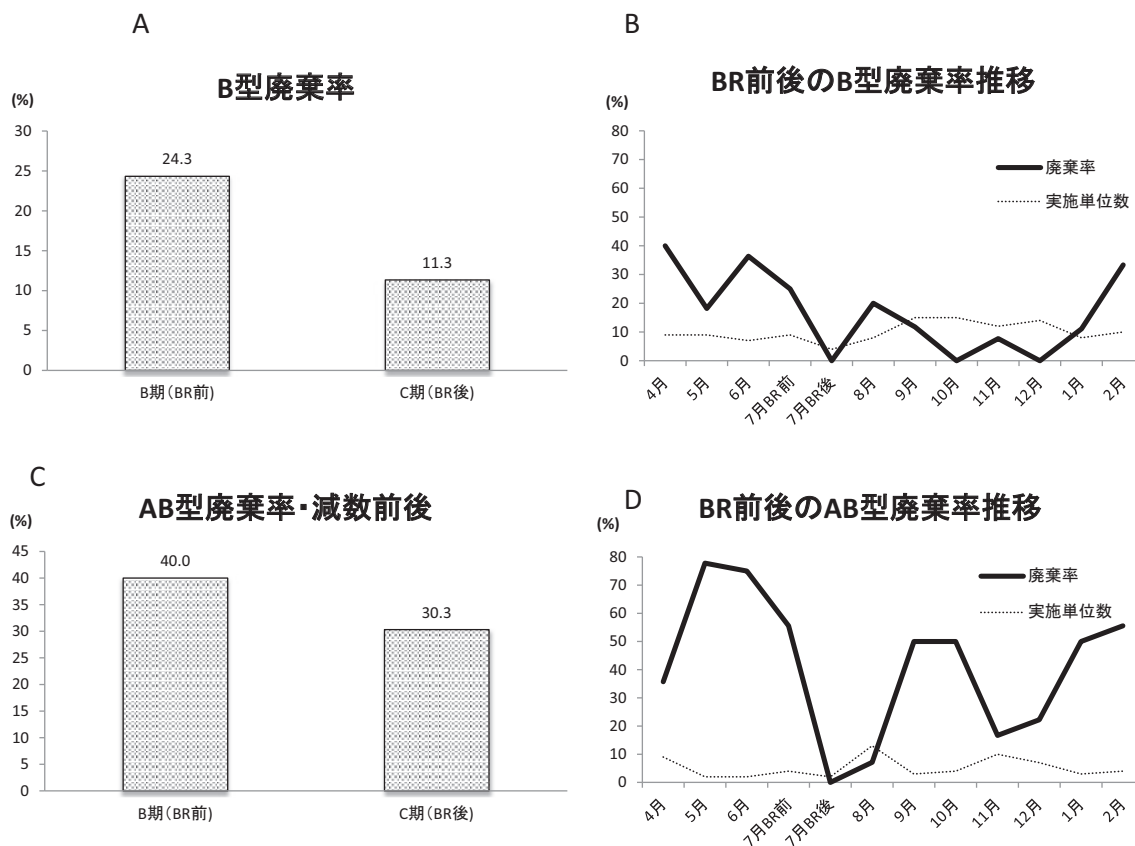 A
B型廃棄率
(%)
30
25
20
15
10
5
0
24.3
11.3
B期(BR前)
C期(BR後)
B
BR前後のB型廃棄率推移
(%)
80
70
60
50
40
30
20
10
0
廃棄率
実施単位数
4月
5月
6月
7月BR前
7月BR後
8月
9月
10月
11月
12月
1月
2月
C
AB型廃棄率・減数前後
(%)
45
40
35
30
25
20
15
10
5
0
40.0
30.3
B期(BR前)
C期(BR後)
D
BR前後のAB型廃棄率推移
(%)
80
70
60
50
40
30
20
10
0
廃棄率
実施単位数
4月
5月
6月
7月BR前
7月BR後
8月
9月
10月
11月
12月
1月
2月